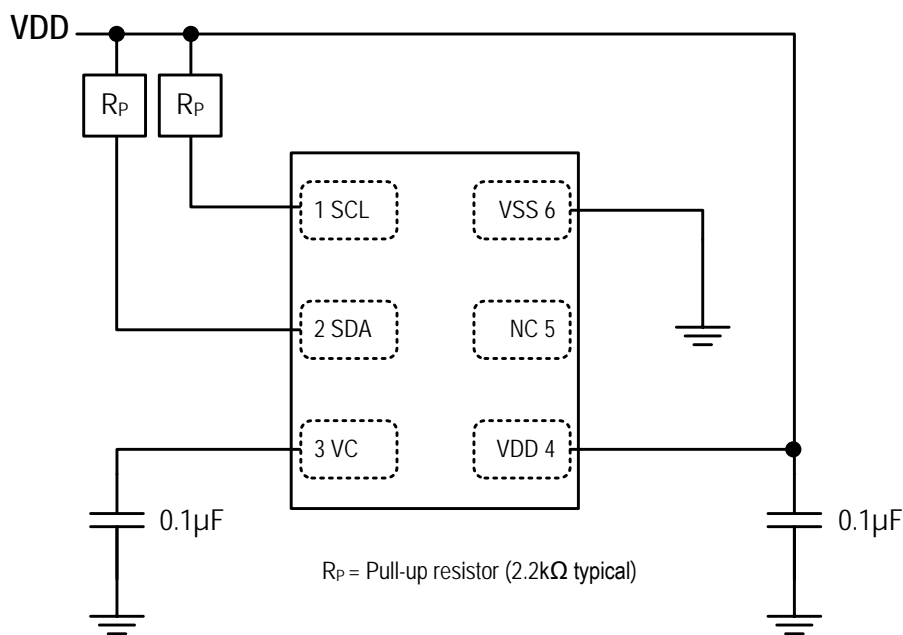 VDD
RP RP
1 SCL VSS 6
2 SDA NC 5
3 VC VDD 4
0.1µF 0.1µF
RP = Pull-up resistor (2.2kΩ typical)